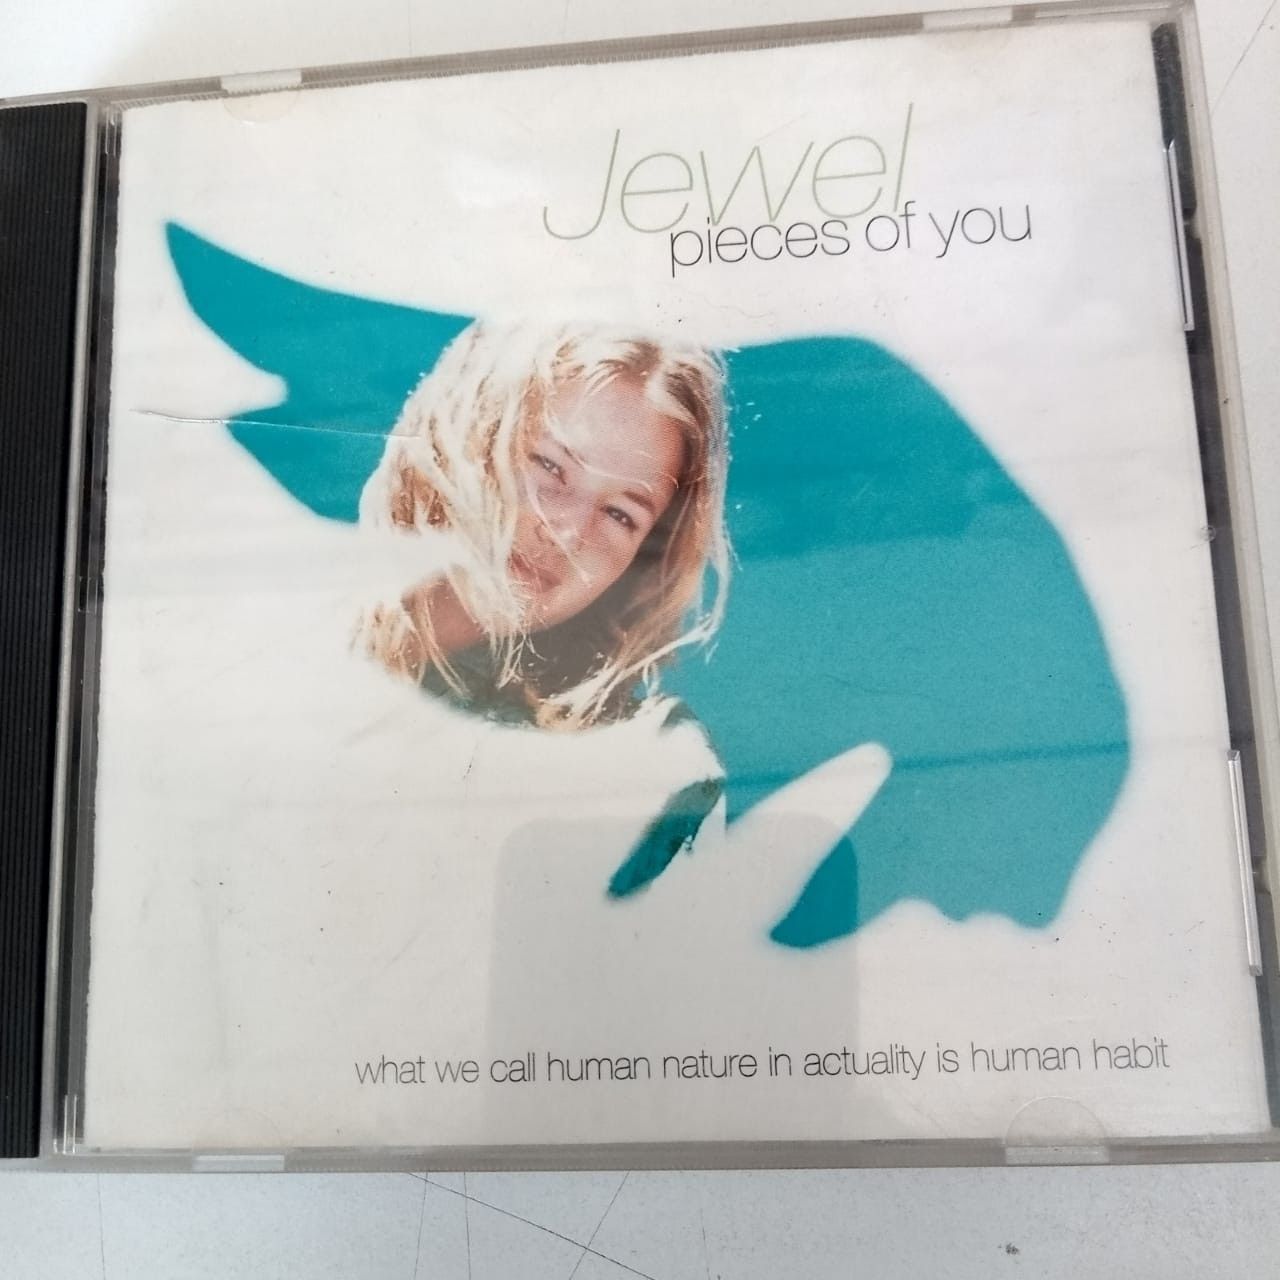 Jewel
pieces of you
what we call human nature in actuality is human habit